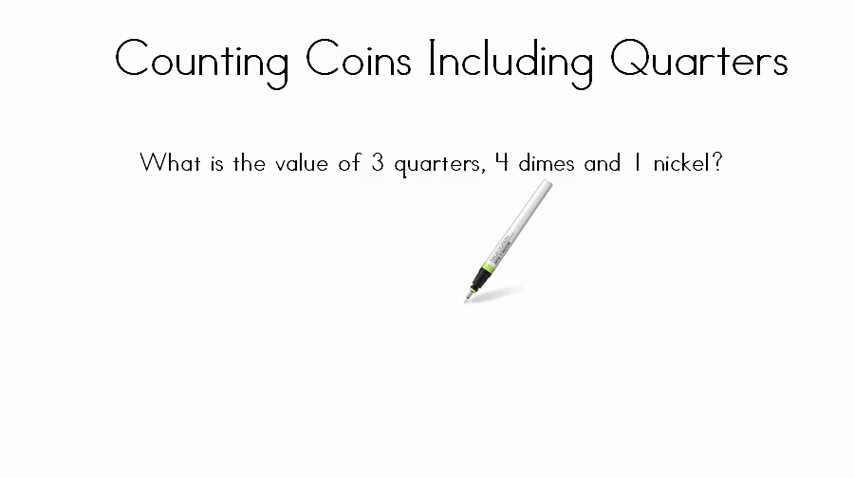 Counting Coins Including Quarters
What is the value of 3 quarters, 4 dimes and 1 nickel?